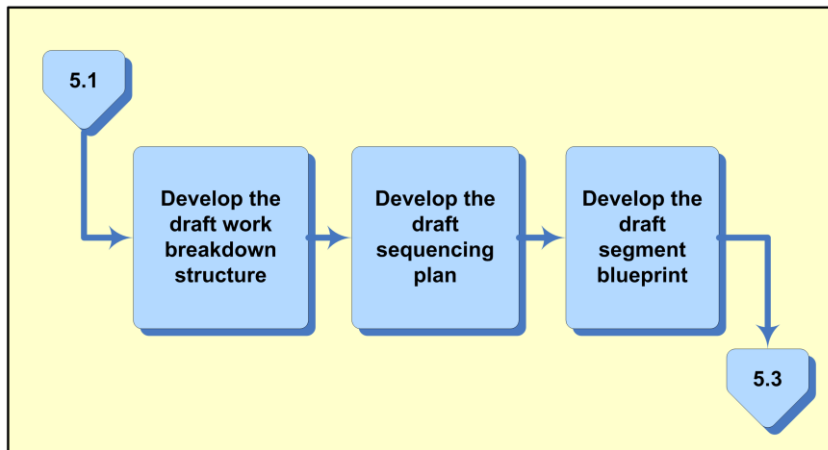 5.1
Develop the
draft work
breakdown
structure
Develop the
draft
sequencing
plan
Develop the
draft
segment
blueprint
5.3